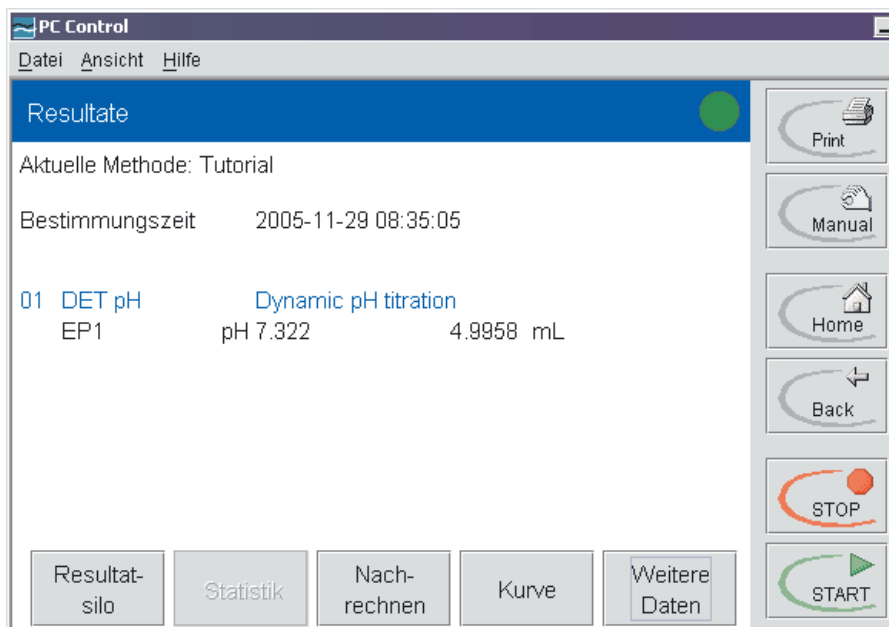 PC Control
Datei Ansicht Hilfe
Resultate
Aktuelle Methode: Tutorial
Bestimmungszeit 2005-11-29 08:35:05
01 DET pH Dynamic pH titration
EP1 pH 7.322 4.9958 mL
Resultat-
silo
Statistik
Nach-
rechnen
Kurve
Weitere
Daten
Print
Manual
Home
Back
STOP
START